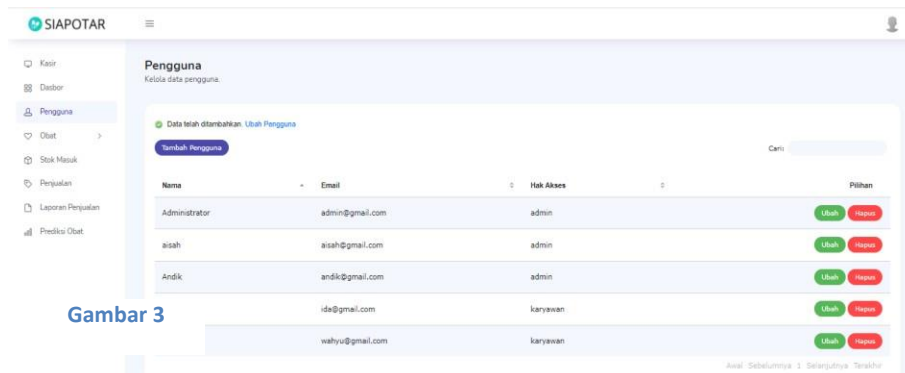 SIAPOTAR
Kasir
Dasbor
Pengguna
Obat >
Stok Masuk
Penjualan
Laporan Penjualan
Prediksi Obat
Pengguna
Kelola data pengguna.
Data telah ditambahkan. Ubah Pengguna
Tambah Pengguna
Cari:
Nama Email Hak Akses Pilihan
Administrator admin@gmail.com admin Ubah Hapus
aisah aisah@gmail.com admin Ubah Hapus
Andik andik@gmail.com admin Ubah Hapus
ida@gmail.com karyawan Ubah Hapus
wahyu@gmail.com karyawan Ubah Hapus
Awal Sebelumnya 1 Selanjutnya Terakhir
Gambar 3